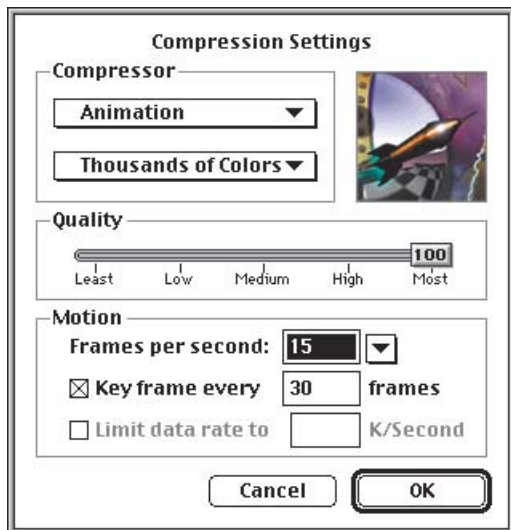 Compression Settings
Compressor
Animation
Thousands of Colors
Quality
100
Least Low Medium High Most
Motion
Frames per second: 15
Key frame every 30 frames
Limit data rate to K/Second
Cancel OK